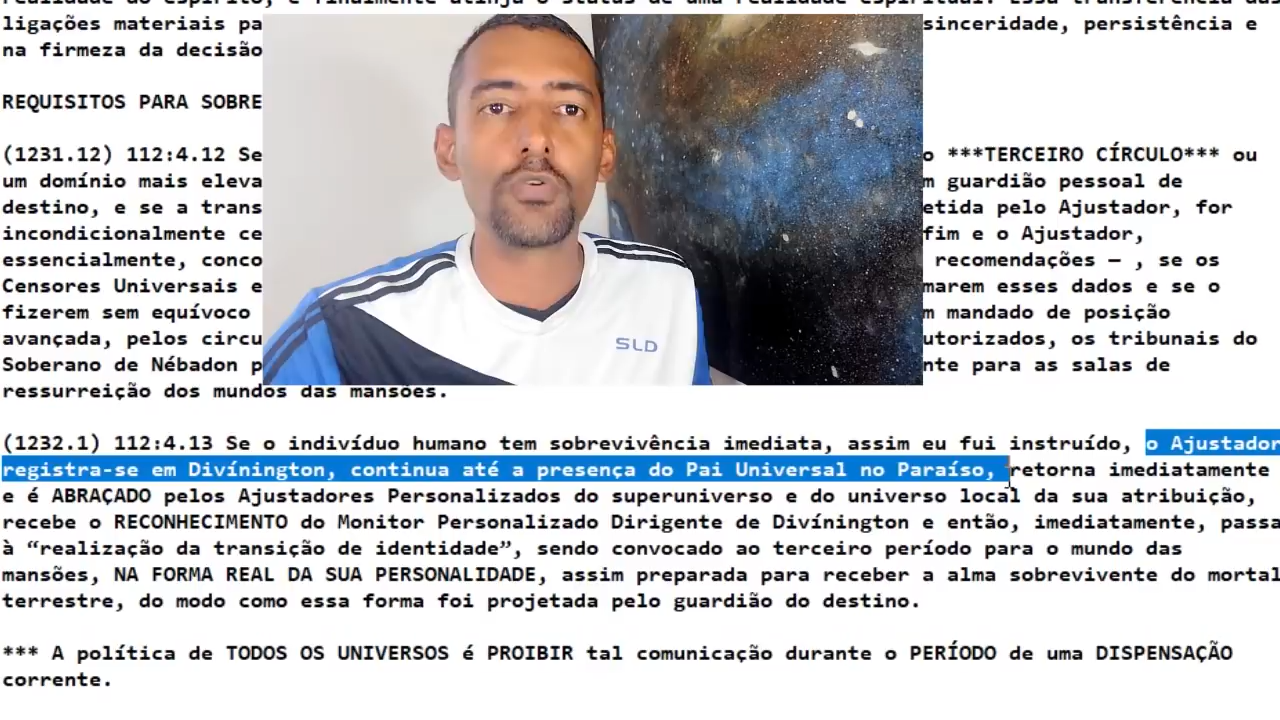 ligações materiais pa sinceridade, persistência e
na firmeza da decisão
REQUISITOS PARA SOBRE
(1231.12) 112:4.12 Se o ***TERCEIRO CÍRCULO*** ou
um domínio mais eleva guardião pessoal de
destino, e se a trans etida pelo Ajustador, for
incondicionalmente ce fim e o Ajustador,
essencialmente, conco recomendações – , se os
Censores Universais e marem esses dados e se o
fizerem sem equívoco mandado de posição
avançada, pelos circu utorizados, os tribunais do
SLD
Soberano de Nébadon p nte para as salas de
ressurreição dos mundos das mansões.
(1232.1) 112:4.13 Se o indivíduo humano tem sobrevivência imediata, assim eu fui instruído, o Ajustador
registra-se em Divínington, continua até a presença do Pai Universal no Paraíso, retorna imediatamente
e é ABRAÇADO pelos Ajustadores Personalizados do superuniverso e do universo local da sua atribuição,
recebe o RECONHECIMENTO do Monitor Personalizado Dirigente de Divínington e então, imediatamente, passa
à “realização da transição de identidade”, sendo convocado ao terceiro período para o mundo das
mansões, NA FORMA REAL DA SUA PERSONALIDADE, assim preparada para receber a alma sobrevivente do mortal
terrestre, do modo como essa forma foi projetada pelo guardião do destino.
*** A política de TODOS OS UNIVERSOS é PROIBIR tal comunicação durante o PERÍODO de uma DISPENSAÇÃO
corrente.